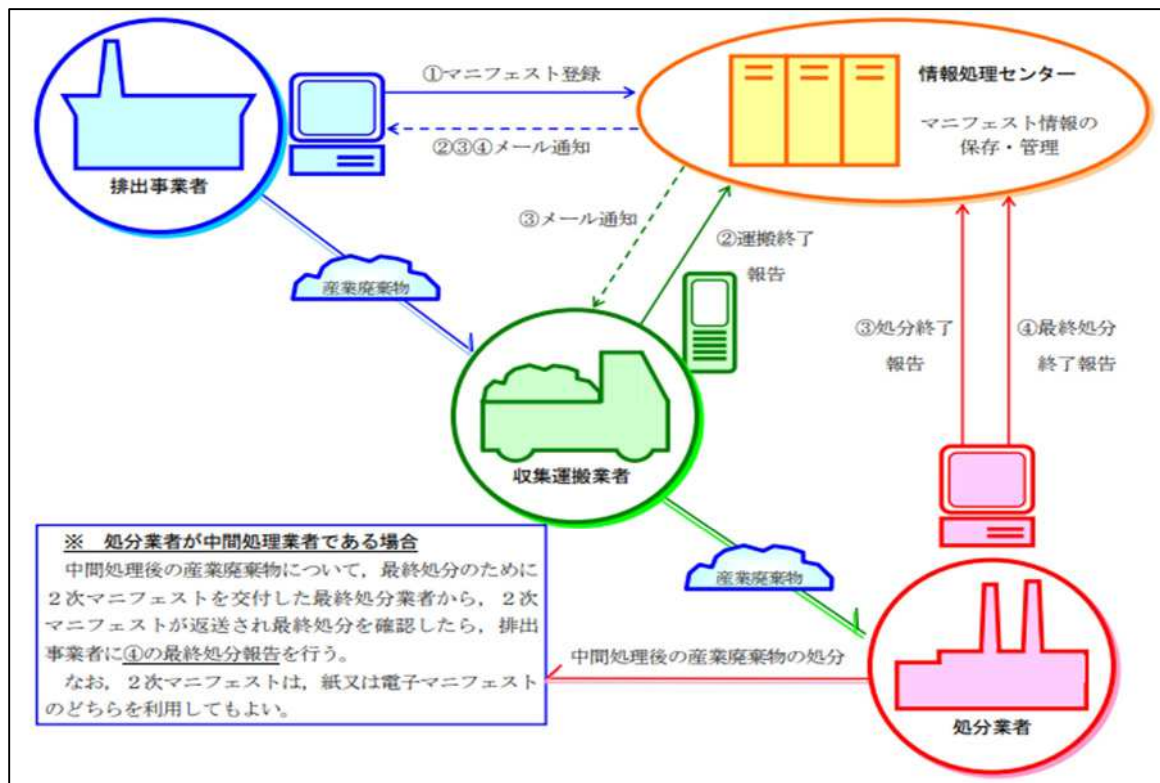 ①マニフェスト登録
②③④メール通知
排出事業者
情報処理センター
マニフェスト情報の
保存・管理
③メール通知
②運搬終了
報告
産業廃棄物
③処分終了
報告
④最終処分
終了報告
収集運搬業者
産業廃棄物
※　処分業者が中間処理業者である場合
中間処理後の産業廃棄物について，最終処分のために
２次マニフェストを交付した最終処分業者から，２次
マニフェストが返送され最終処分を確認したら，排出
事業者に④の最終処分報告を行う。
なお，２次マニフェストは，紙又は電子マニフェスト
のどちらを利用してもよい。
中間処理後の産業廃棄物の処分
処分業者